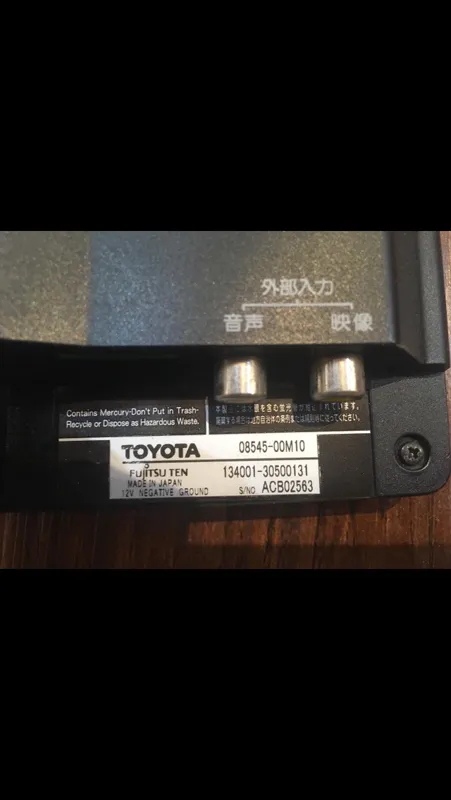 外部入力
音声 映像
Contains Mercury-Don't Put in Trash-
Recycle or Dispose as Hazardous Waste.
TOYOTA 08545-00M10
FUJITSU TEN 134001-30500131
MADE IN JAPAN
12V NEGATIVE GROUND S/NO. ACB02563